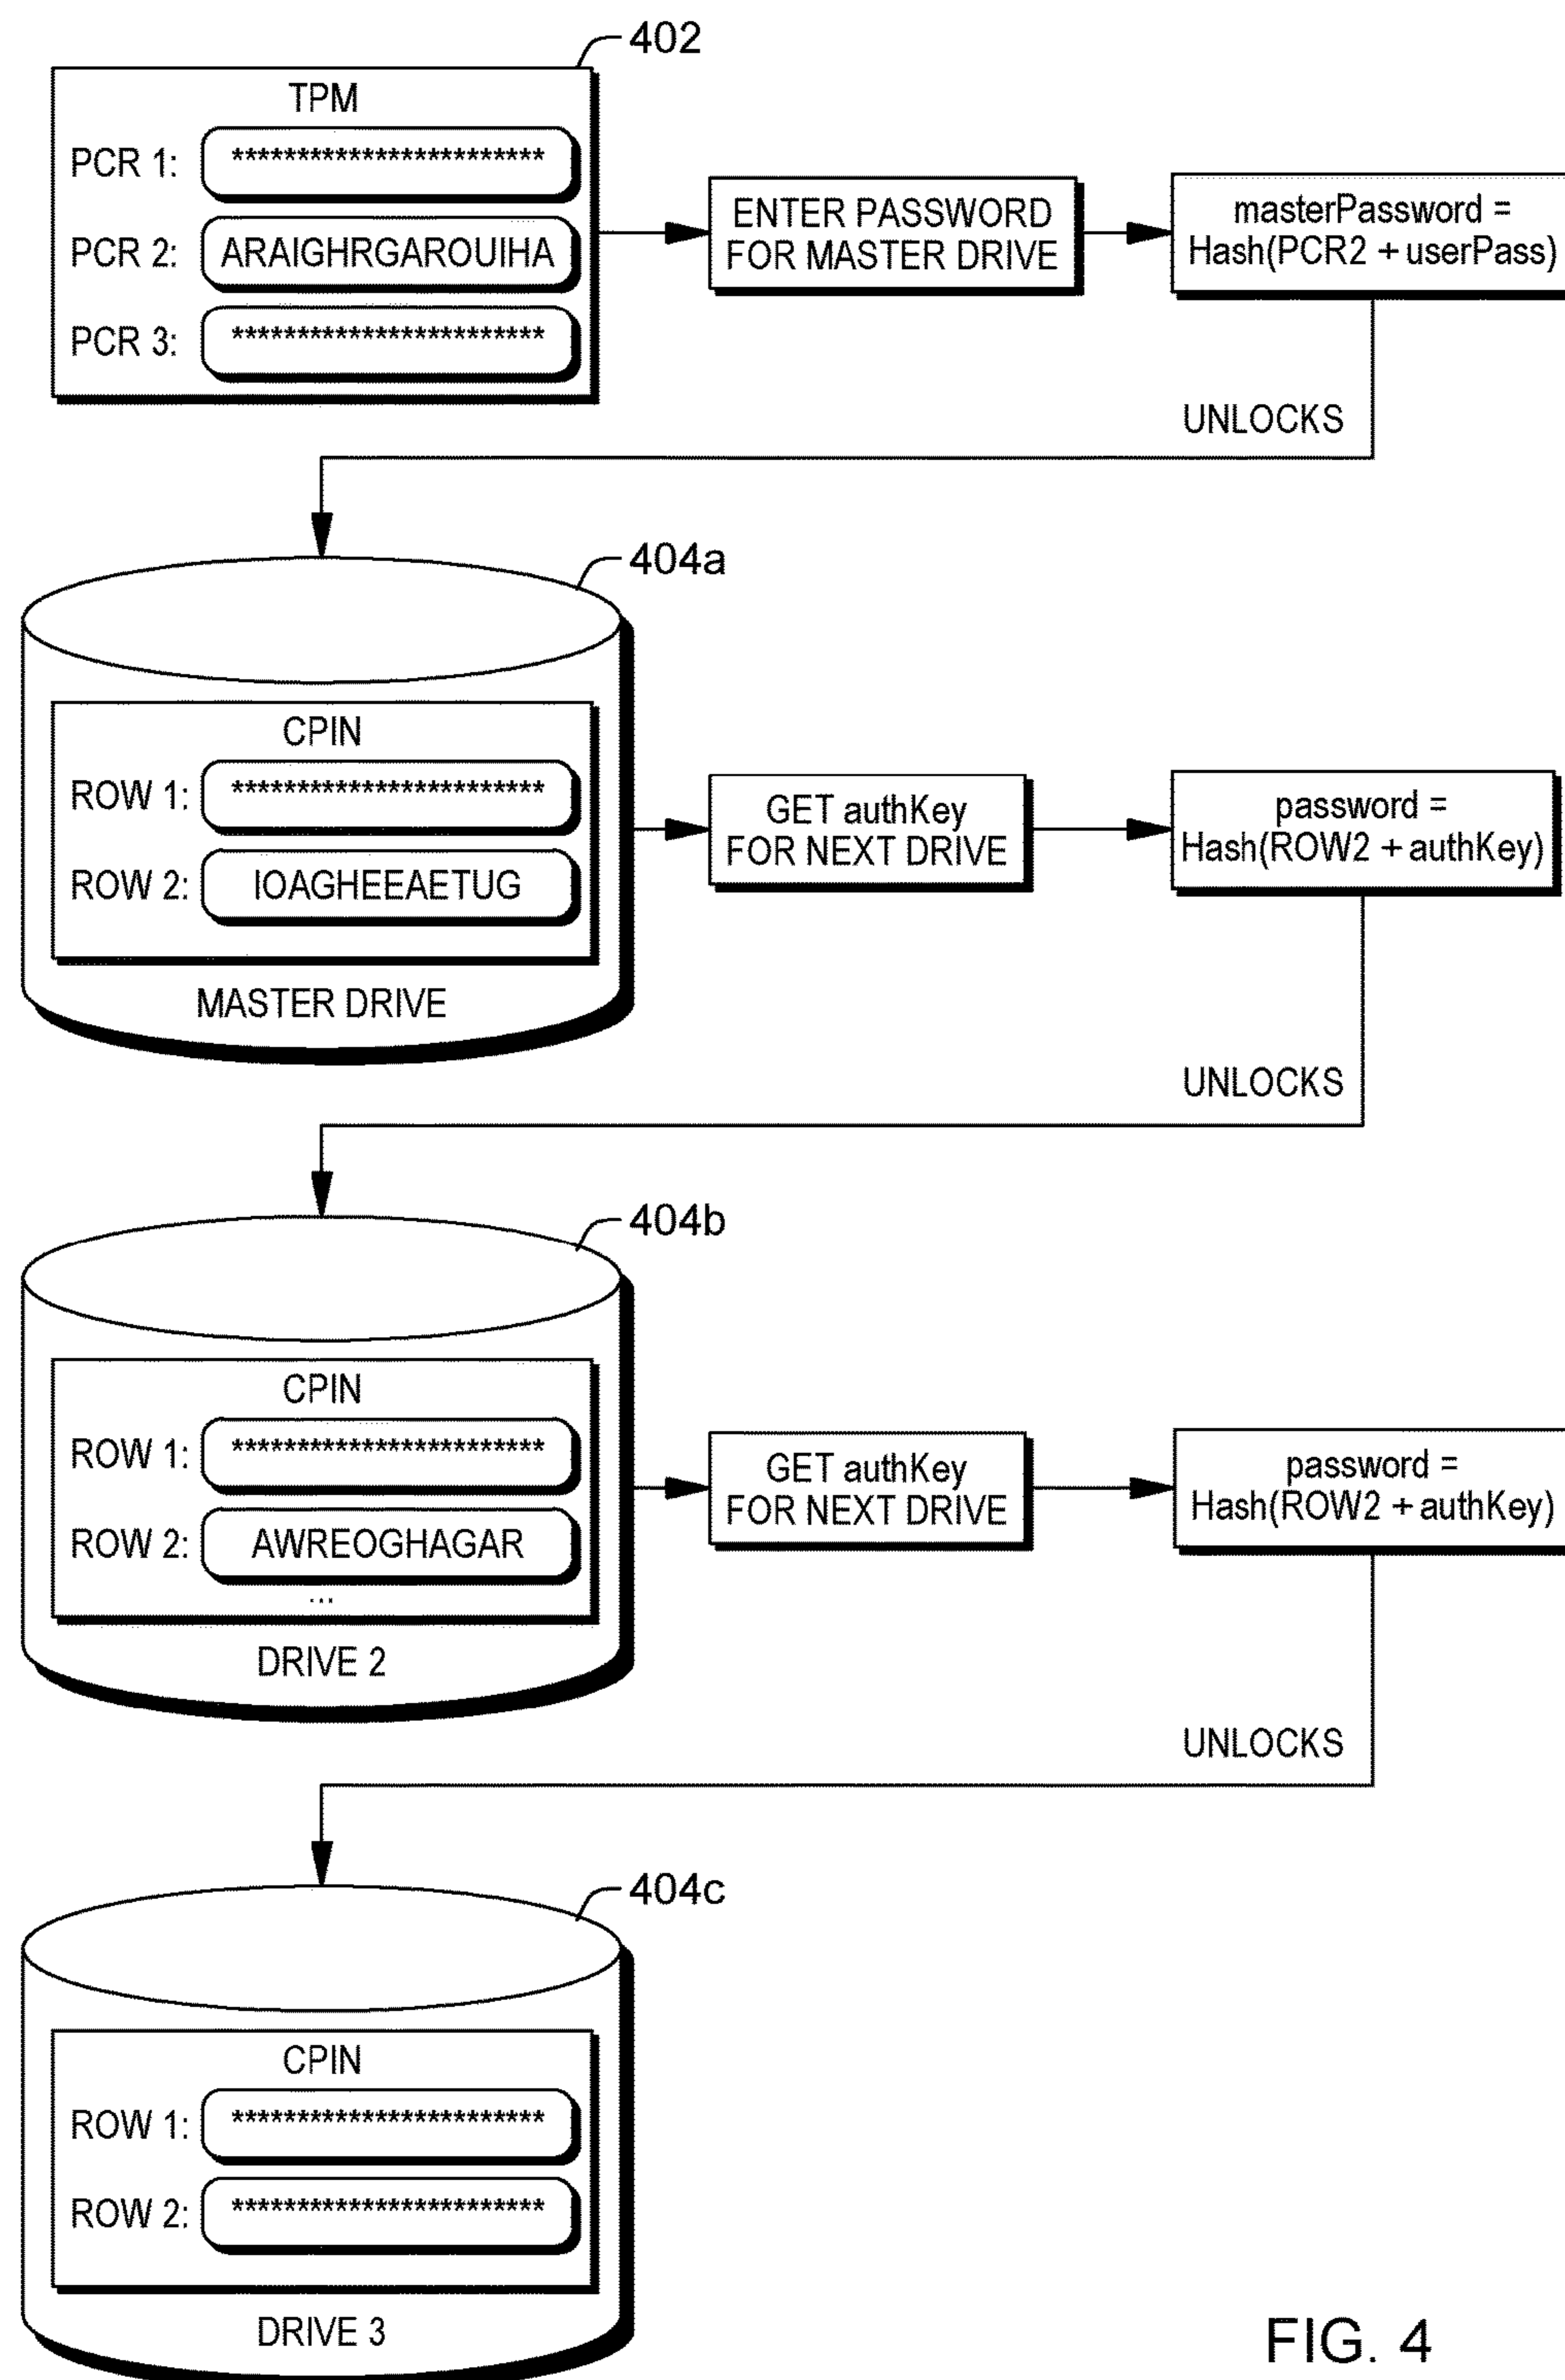 402
TPM
PCR 1: ***********************
PCR 2: ARAIGHRGAROUIHA
PCR 3: ***********************
ENTER PASSWORD
FOR MASTER DRIVE
masterPassword =
Hash(PCR2 + userPass)
UNLOCKS
404a
CPIN
ROW 1: ***********************
ROW 2: IOAGHEEAETUG
MASTER DRIVE
GET authKey
FOR NEXT DRIVE
password =
Hash(ROW2 + authKey)
UNLOCKS
404b
CPIN
ROW 1: ***********************
ROW 2: AWREOGHAGAR
...
DRIVE 2
GET authKey
FOR NEXT DRIVE
password =
Hash(ROW2 + authKey)
UNLOCKS
404c
CPIN
ROW 1: ***********************
ROW 2: ***********************
DRIVE 3
FIG. 4